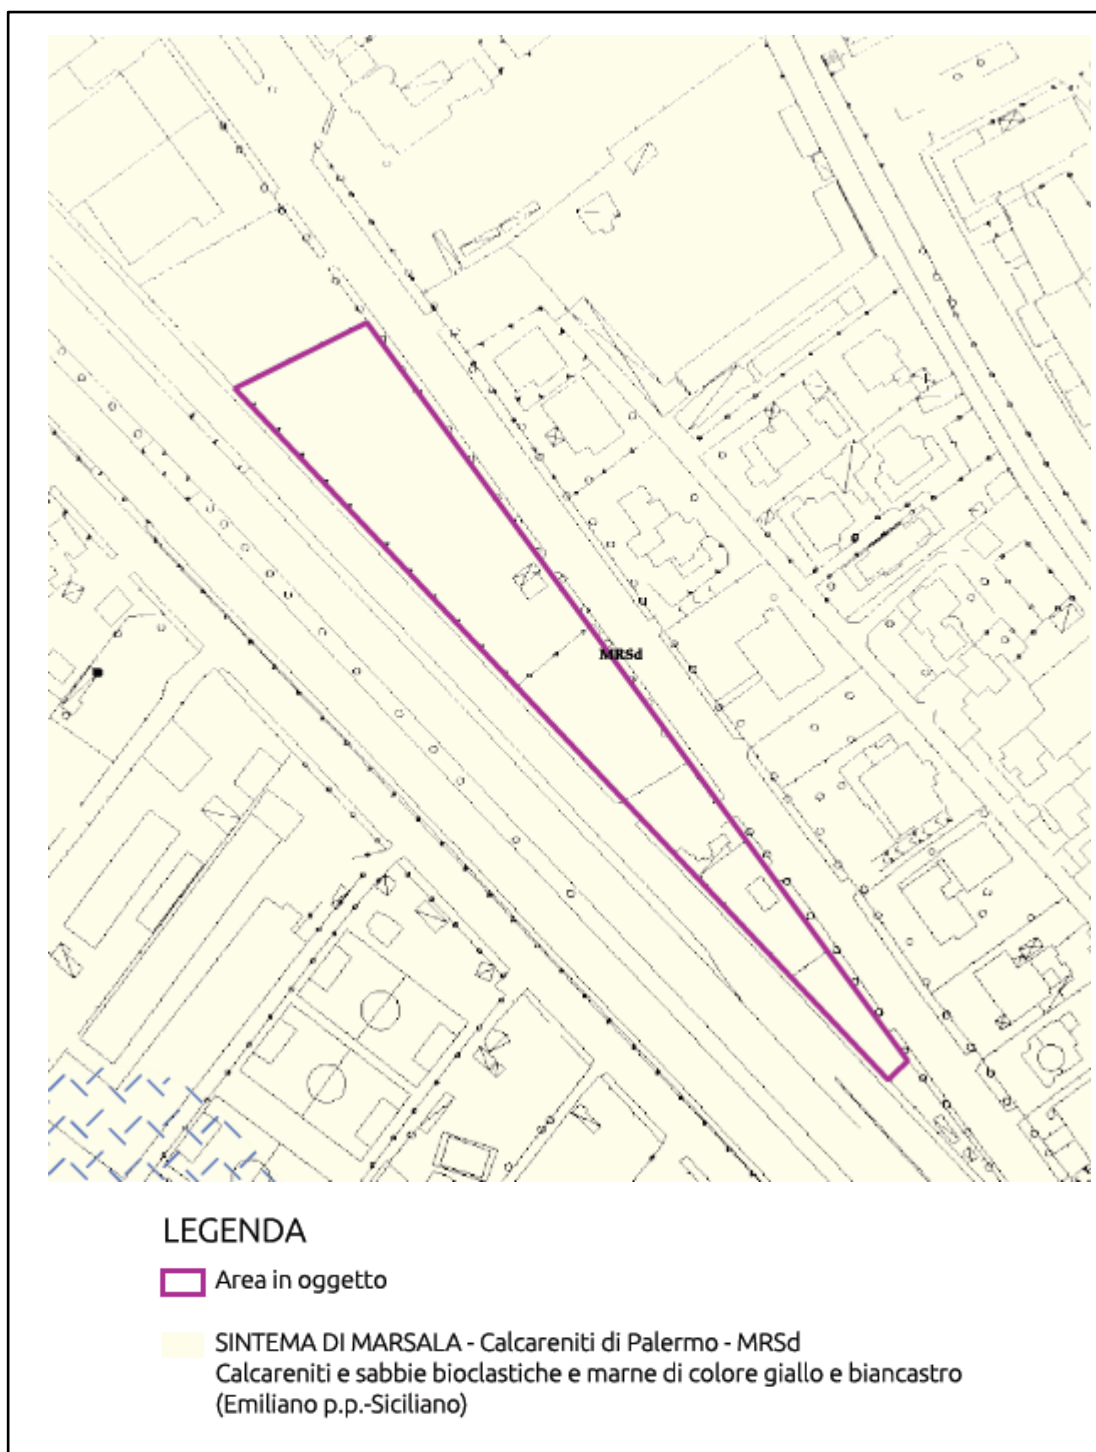 MRSd
LEGENDA
Area in oggetto
SINTEMA DI MARSALA - Calcareniti di Palermo - MRSd
Calcareniti e sabbie bioclastiche e marne di colore giallo e biancastro
(Emiliano p.p.-Siciliano)